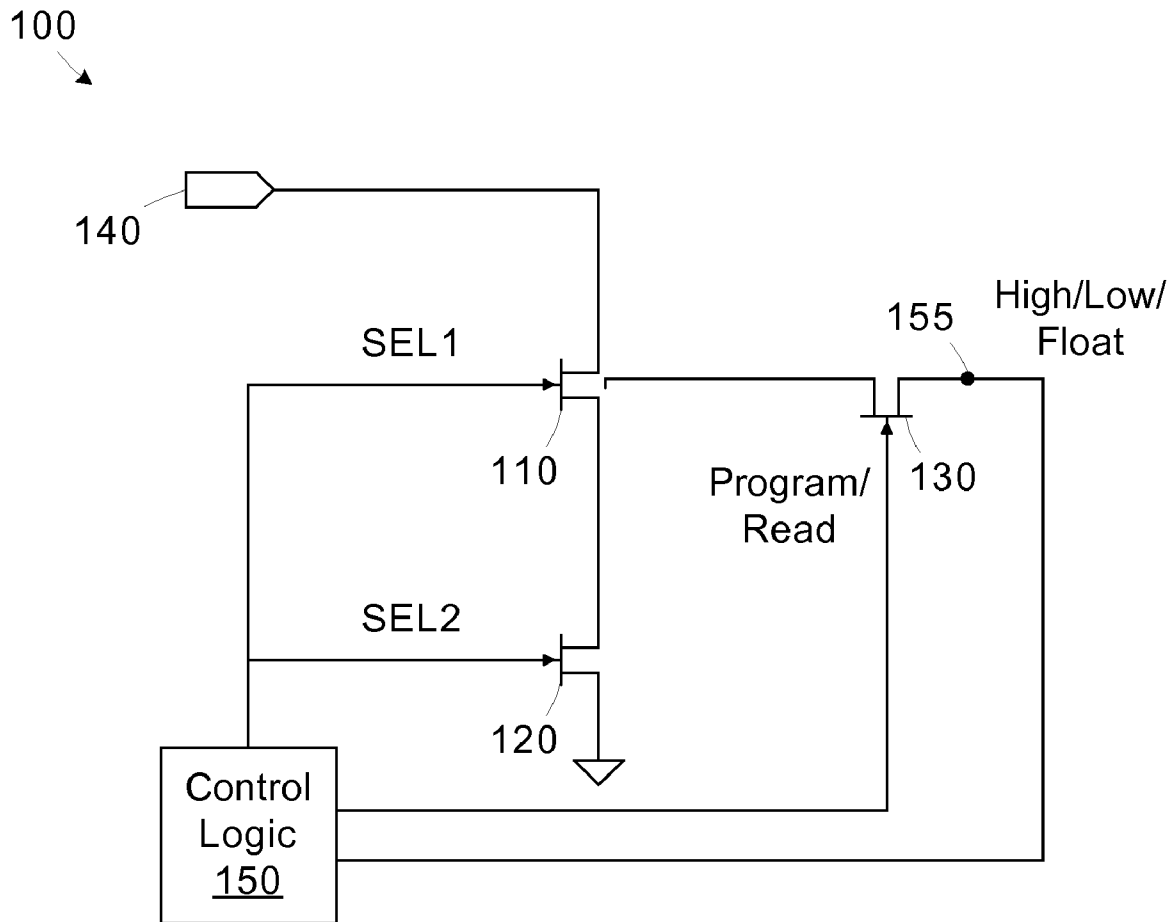 100
140
High/Low/
Float
155
SEL1
110
130
Program/
Read
SEL2
120
Control
Logic
150